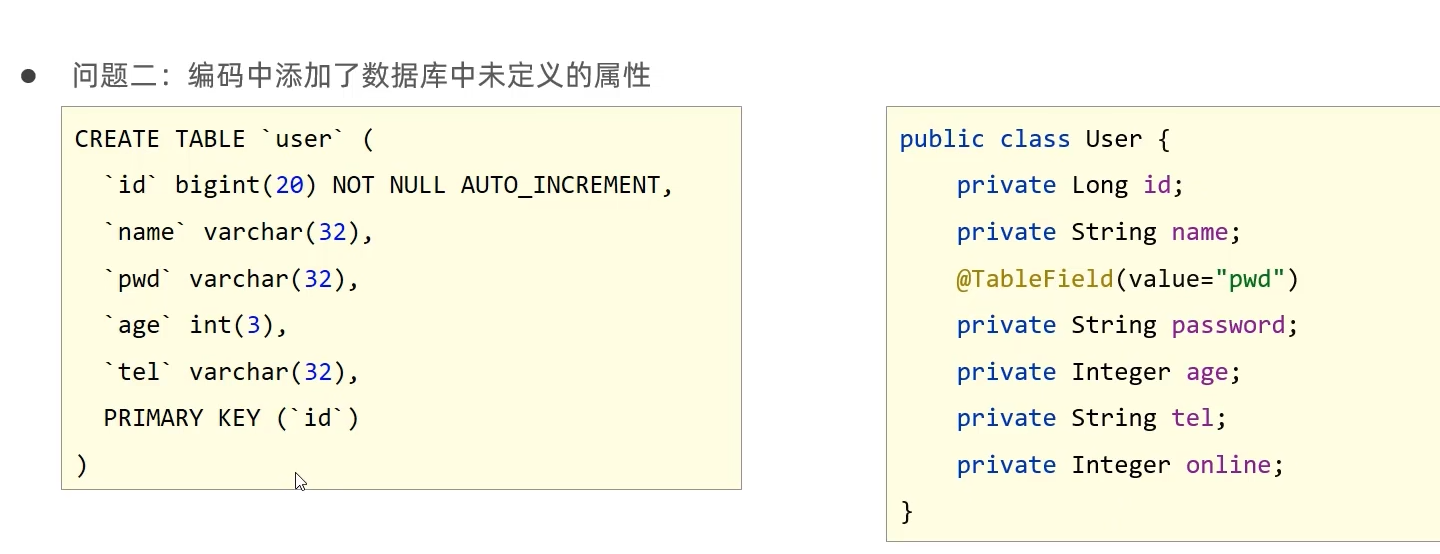 ● 问题二：编码中添加了数据库中未定义的属性
CREATE TABLE `user` (
`id` bigint(20) NOT NULL AUTO_INCREMENT,
`name` varchar(32),
`pwd` varchar(32),
`age` int(3),
`tel` varchar(32),
PRIMARY KEY (`id`)
)
public class User {
private Long id;
private String name;
@TableField(value="pwd")
private String password;
private Integer age;
private String tel;
private Integer online;
}